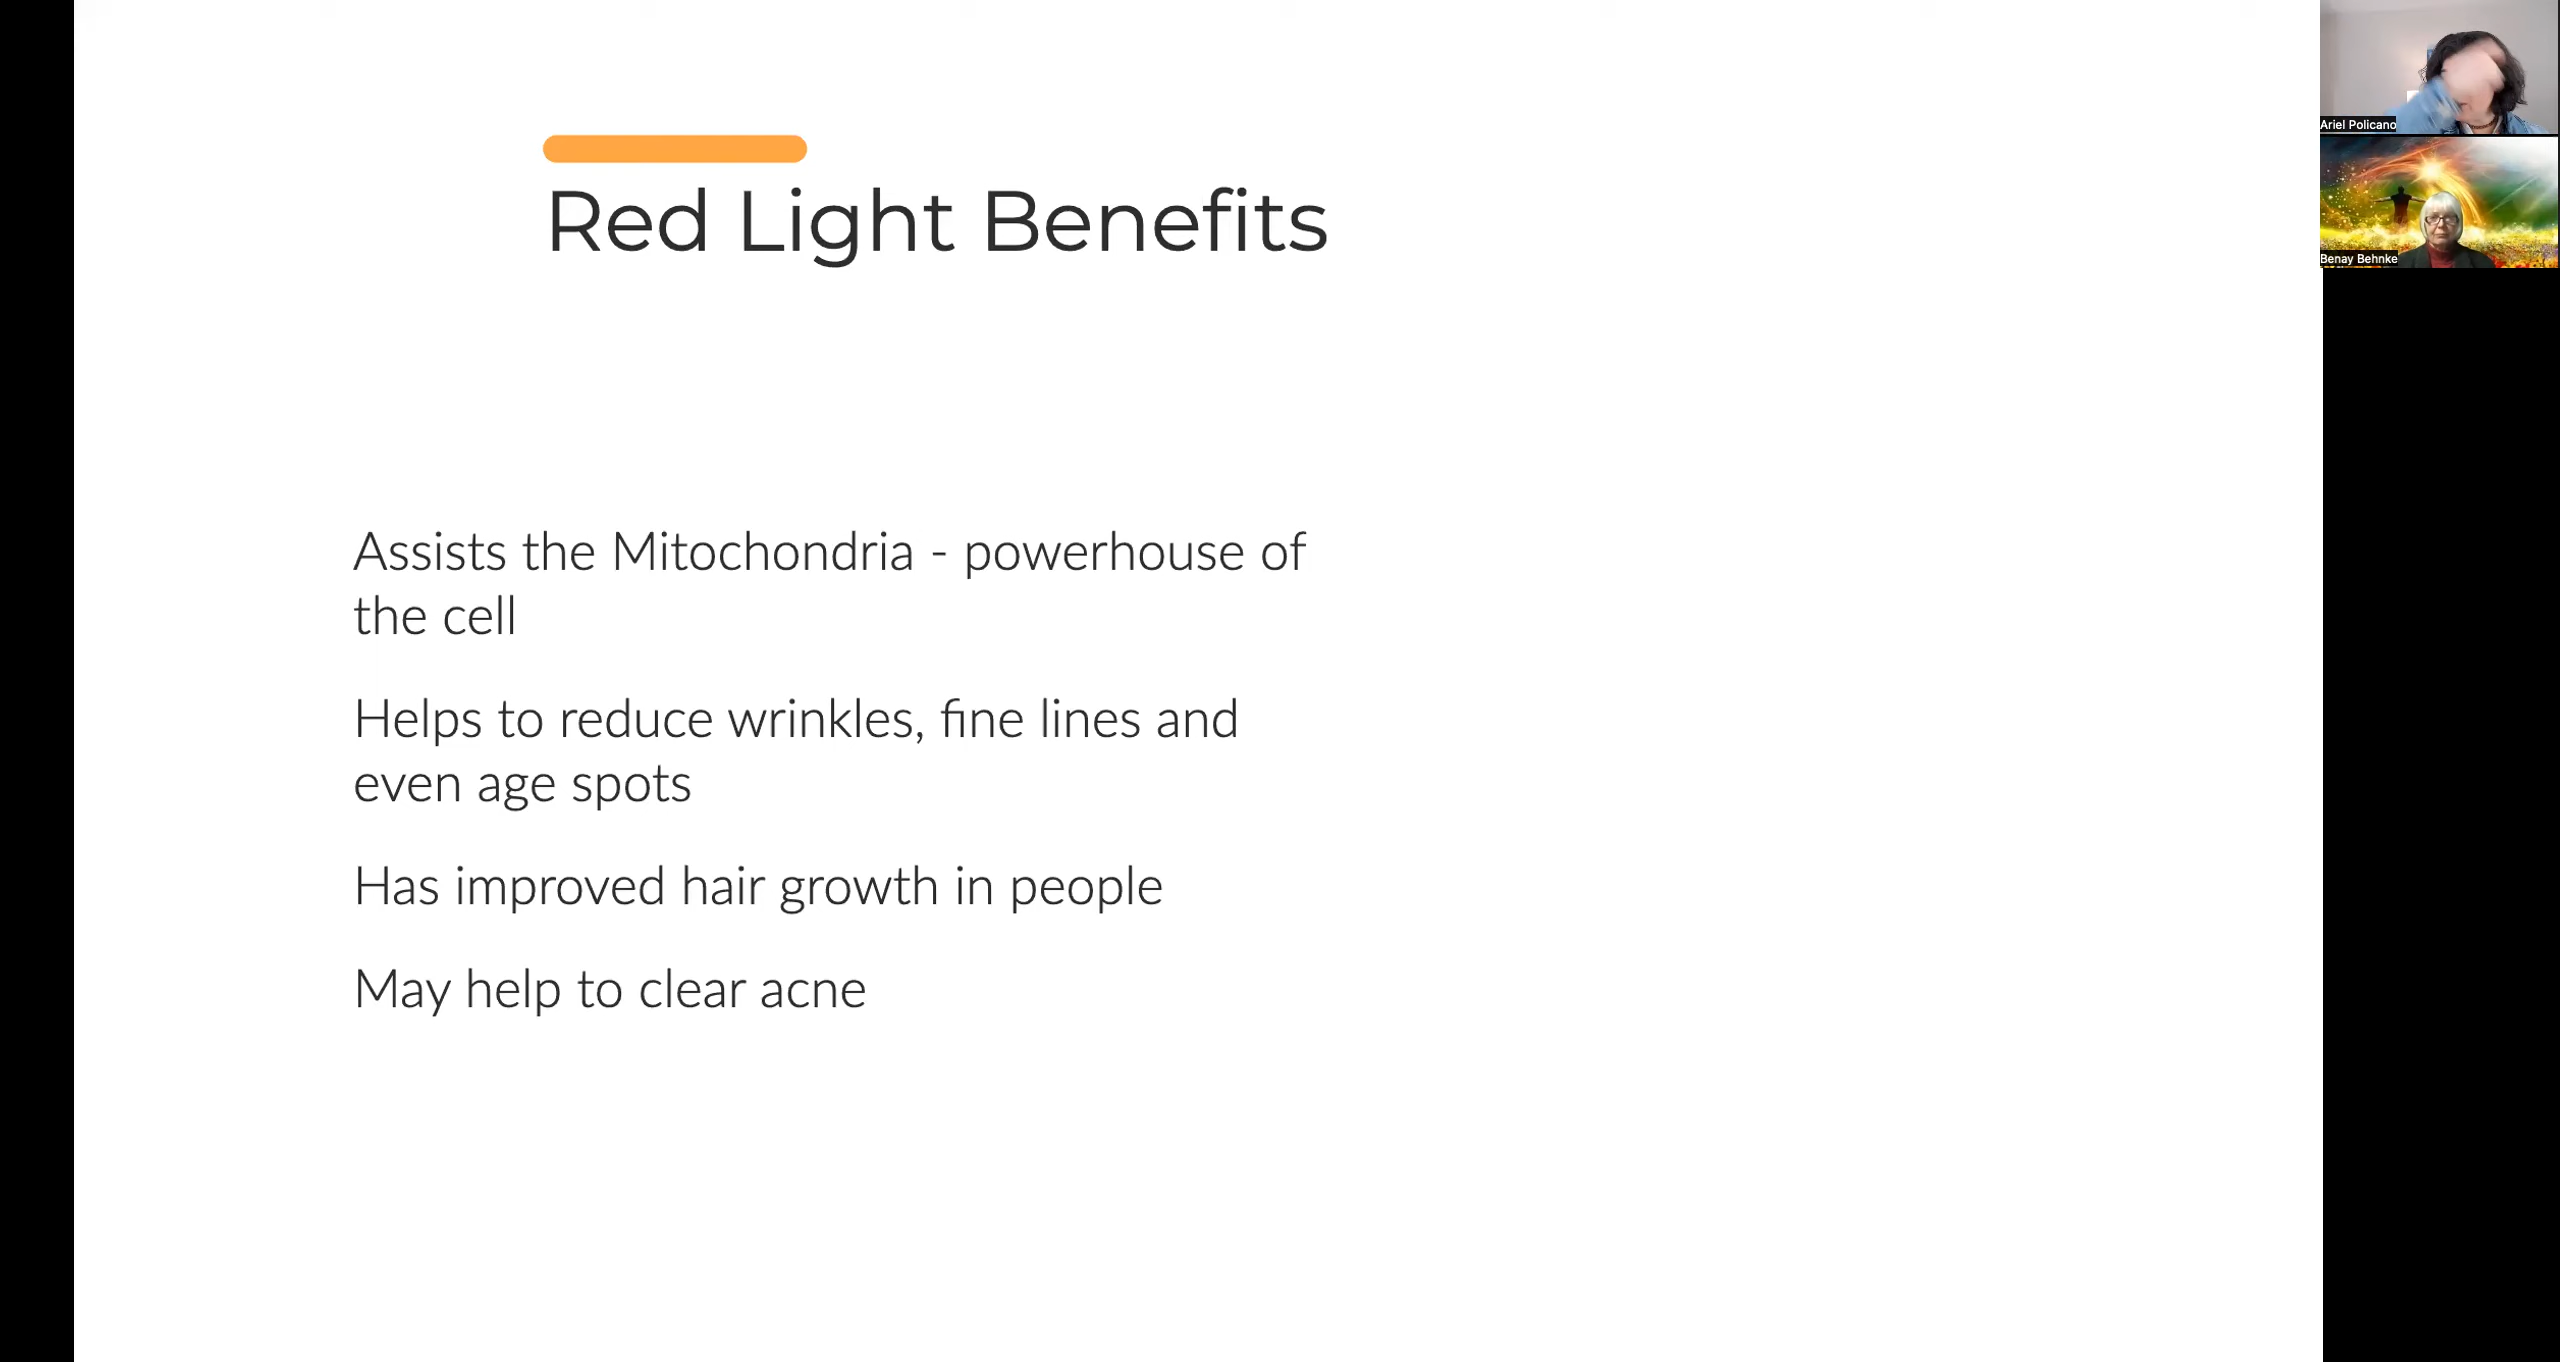 Red Light Benefits
Assists the Mitochondria - powerhouse of
the cell
Helps to reduce wrinkles, fine lines and
even age spots
Has improved hair growth in people
May help to clear acne
Ariel Policano
Benay Behnke